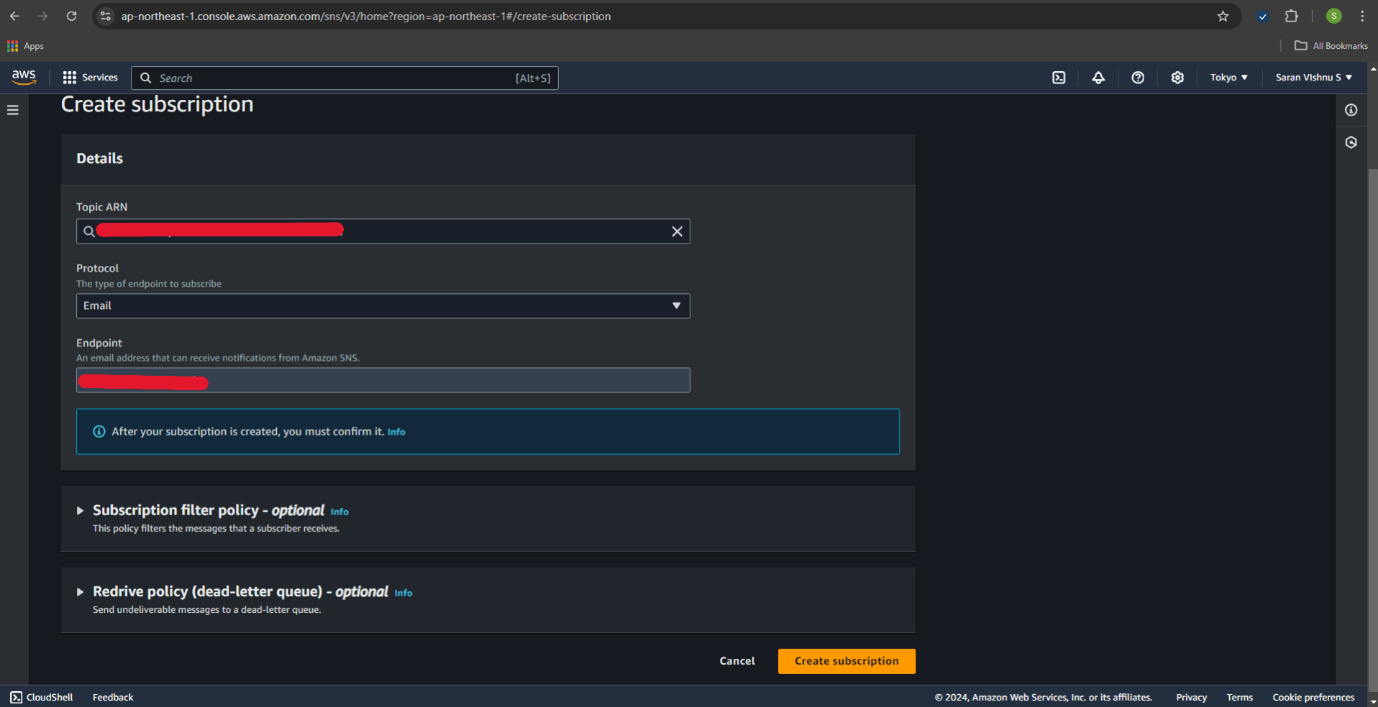 ap-northeast-1.console.aws.amazon.com/sns/v3/home?region=ap-northeast-1#/create-subscription
S
Apps
All Bookmarks
aws
Services
Search
[Alt+S]
Tokyo
Saran VIshnu S
Create subscription
Details
Topic ARN
Protocol
The type of endpoint to subscribe
Email
Endpoint
An email address that can receive notifications from Amazon SNS.
After your subscription is created, you must confirm it. Info
Subscription filter policy - optional Info
This policy filters the messages that a subscriber receives.
Redrive policy (dead-letter queue) - optional Info
Send undeliverable messages to a dead-letter queue.
Cancel
Create subscription
CloudShell
Feedback
© 2024, Amazon Web Services, Inc. or its affiliates.
Privacy
Terms
Cookie preferences